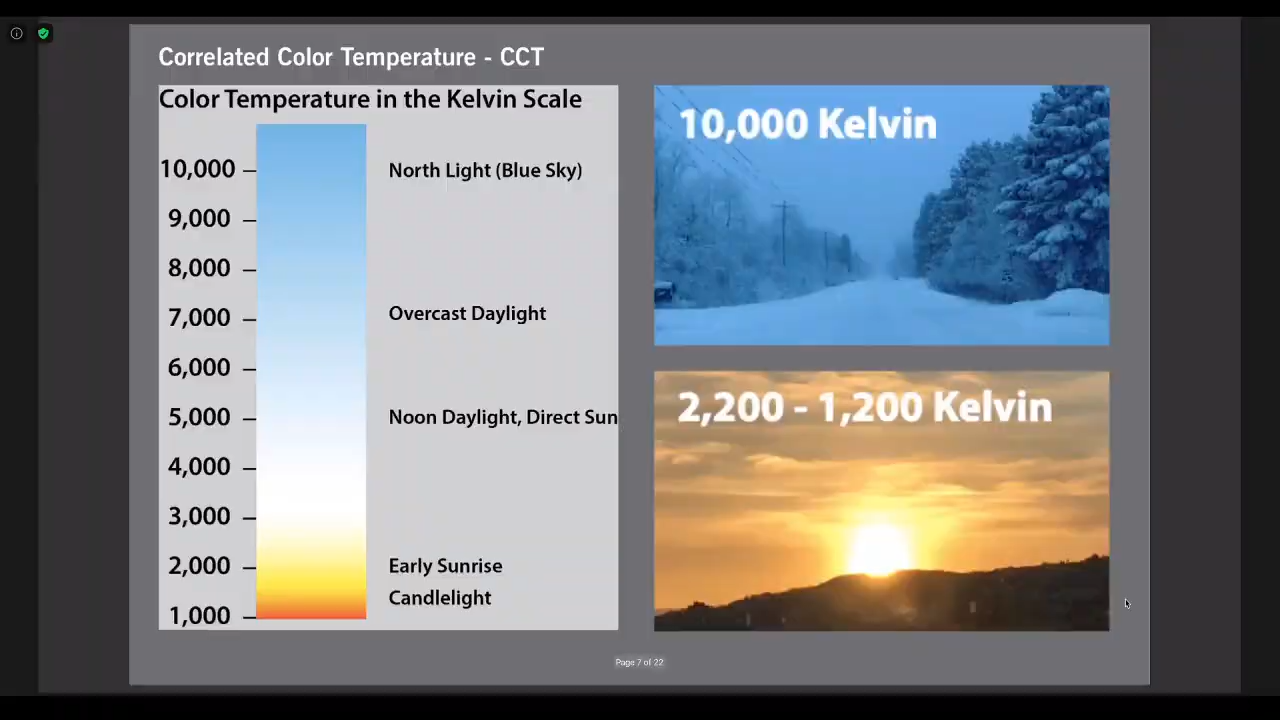 Correlated Color Temperature - CCT
Color Temperature in the Kelvin Scale
10,000
North Light (Blue Sky)
9,000
8,000
7,000
Overcast Daylight
6,000
5,000
Noon Daylight, Direct Sun
4,000
3,000
2,000
Early Sunrise
Candlelight
1,000
10,000 Kelvin
2,200 - 1,200 Kelvin
Page 7 of 22